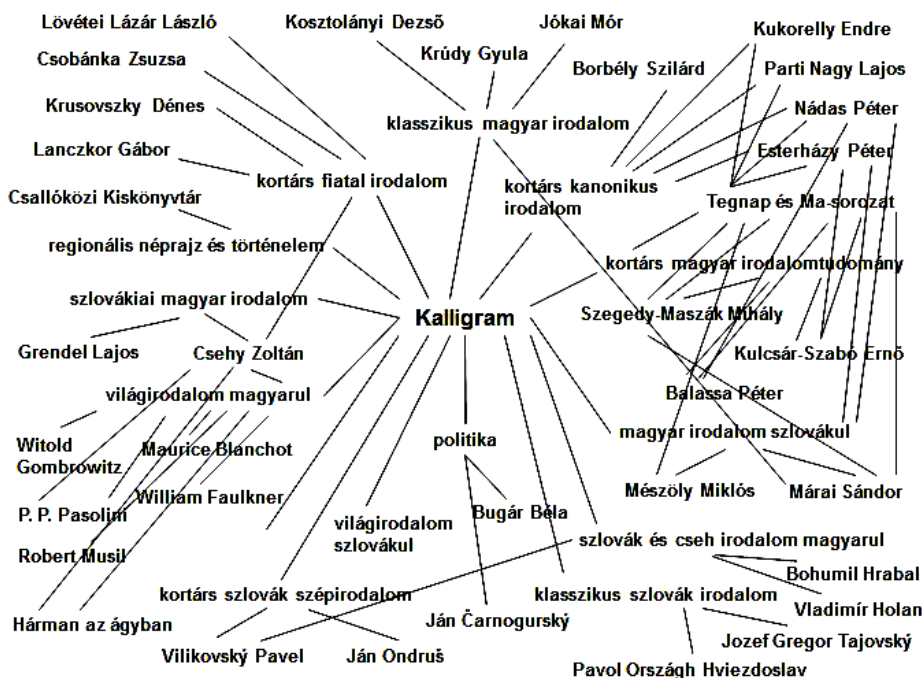 Lövétei Lázár László
Kosztolányi Dezső
Jókai Mór
Kukorelly Endre
Csobánka Zsuzsa
Krúdy Gyula
Borbély Szilárd
Parti Nagy Lajos
Krusovszky Dénes
klasszikus magyar irodalom
Nádas Péter
Lanczkor Gábor
Esterházy Péter
kortárs fiatal irodalom
kortárs kanonikus
irodalom
Csallóközi Kiskönyvtár
Tegnap és Ma-sorozat
regionális néprajz és történelem
kortárs magyar irodalomtudomány
szlovákiai magyar irodalom
Kalligram
Szegedy-Maszák Mihály
Grendel Lajos
Csehy Zoltán
Kulcsár-Szabó Ernő
világirodalom magyarul
Balassa Péter
Witold
Gombrowitz
Maurice Blanchot
politika
magyar irodalom szlovákul
William Faulkner
Mészöly Miklós
Márai Sándor
P. P. Pasolini
Bugár Béla
világirodalom
szlovákul
Robert Musil
szlovák és cseh irodalom magyarul
Bohumil Hrabal
kortárs szlovák szépirodalom
klasszikus szlovák irodalom
Vladimír Holan
Hárman az ágyban
Ján Čarnogurský
Jozef Gregor Tajovský
Vilikovský Pavel
Ján Ondruš
Pavol Országh Hviezdoslav